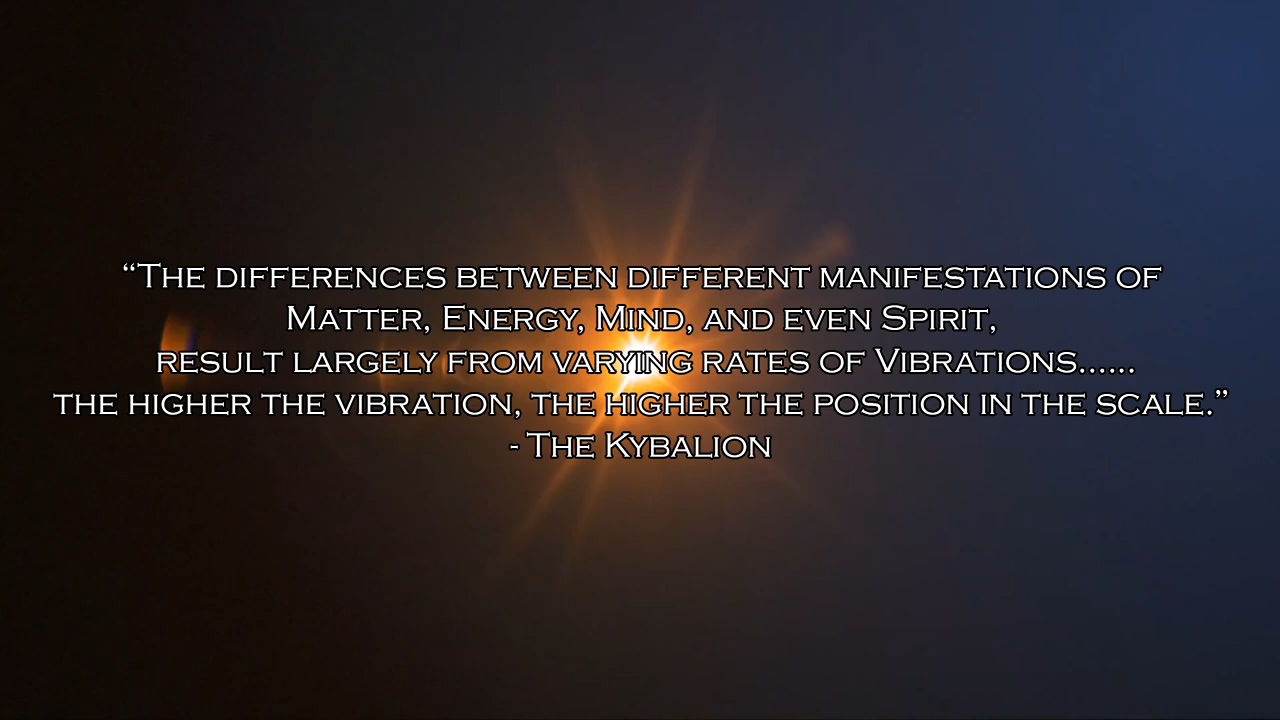 “The differences between different manifestations of
Matter, Energy, Mind, and even Spirit,
result largely from varying rates of Vibrations......
the higher the vibration, the higher the position in the scale.”
- The Kybalion